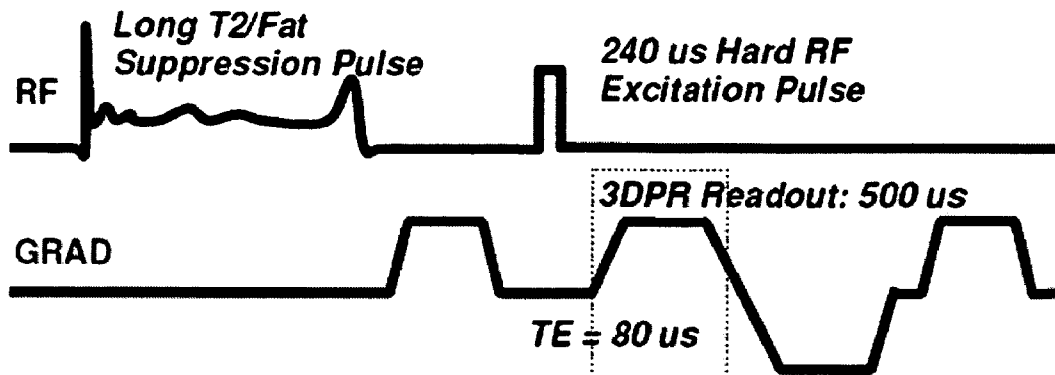 Long T2/Fat
Suppression Pulse
240 us Hard RF
Excitation Pulse
RF
3DPR Readout: 500 us
GRAD
TE = 80 us